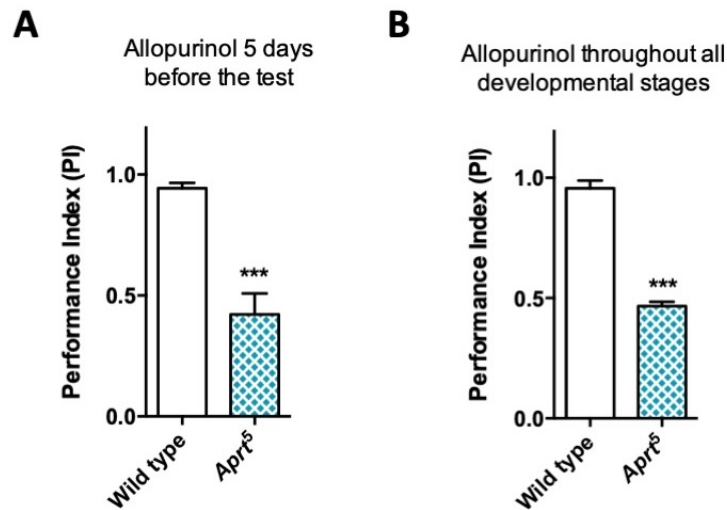 A
Allopurinol 5 days
before the test
Performance Index (PI)
1.0
0.5
0.0
***
Wild type
Aprt⁵
B
Allopurinol throughout all
developmental stages
Performance Index (PI)
1.0
0.5
0.0
***
Wild type
Aprt⁵